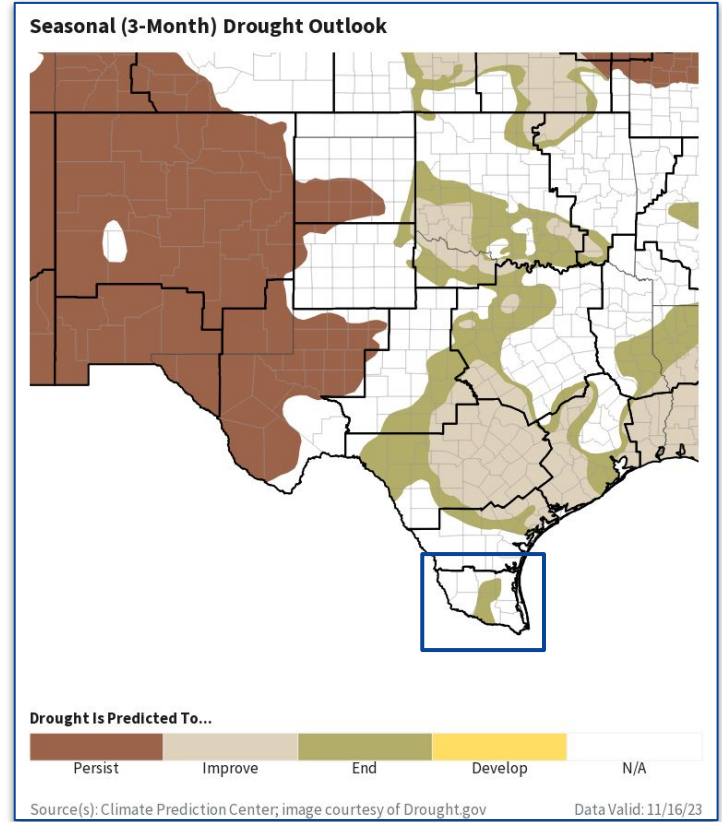 Seasonal (3-Month) Drought Outlook
Drought Is Predicted To...
Persist Improve End Develop N/A
Source(s): Climate Prediction Center; image courtesy of Drought.gov Data Valid: 11/16/23